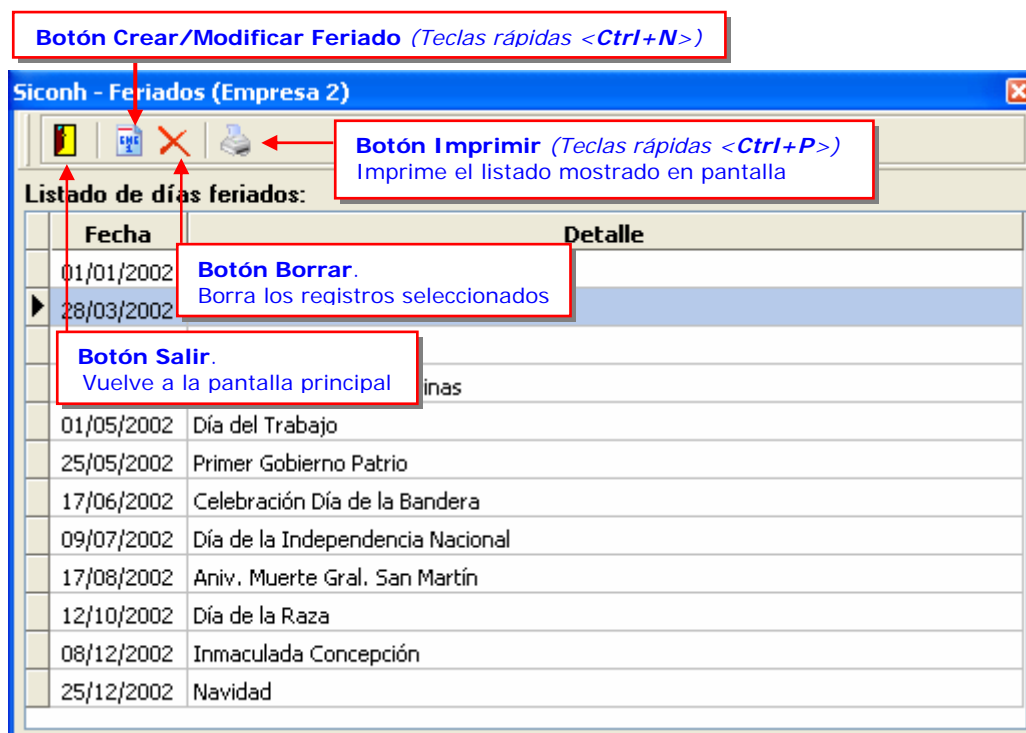 Botón Crear/Modificar Feriado (Teclas rápidas <Ctrl+N>)
Siconh - Feriados (Empresa 2)
Botón Imprimir (Teclas rápidas <Ctrl+P>)
Imprime el listado mostrado en pantalla
Listado de días feriados:
Fecha Detalle
01/01/2002
Botón Borrar.
Borra los registros seleccionados
28/03/2002
Botón Salir.
Vuelve a la pantalla principal
inas
01/05/2002 Día del Trabajo
25/05/2002 Primer Gobierno Patrio
17/06/2002 Celebración Día de la Bandera
09/07/2002 Día de la Independencia Nacional
17/08/2002 Aniv. Muerte Gral. San Martín
12/10/2002 Día de la Raza
08/12/2002 Inmaculada Concepción
25/12/2002 Navidad